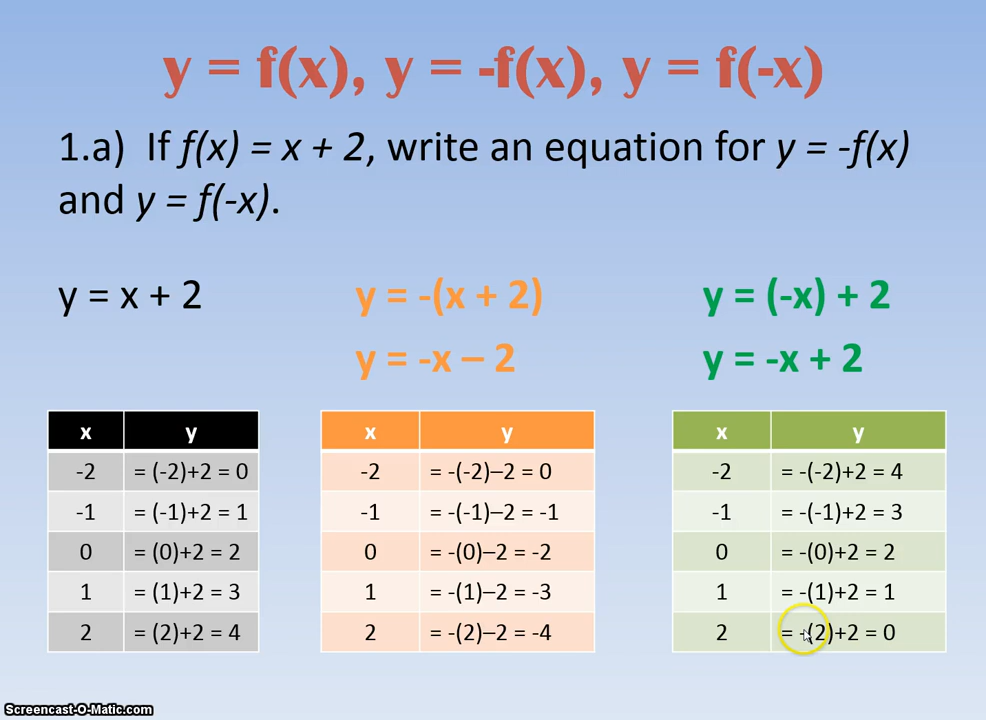 y = f(x), y = -f(x), y = f(-x)
1.a) If f(x) = x + 2, write an equation for y = -f(x)
and y = f(-x).
y = x + 2
y = -(x + 2)
y = -x – 2
y = (-x) + 2
y = -x + 2
x y
-2 = (-2)+2 = 0
-1 = (-1)+2 = 1
0 = (0)+2 = 2
1 = (1)+2 = 3
2 = (2)+2 = 4
x y
-2 = -(-2)–2 = 0
-1 = -(-1)–2 = -1
0 = -(0)–2 = -2
1 = -(1)–2 = -3
2 = -(2)–2 = -4
x y
-2 = -(-2)+2 = 4
-1 = -(-1)+2 = 3
0 = -(0)+2 = 2
1 = -(1)+2 = 1
2 = -(2)+2 = 0
Screencast-O-Matic.com